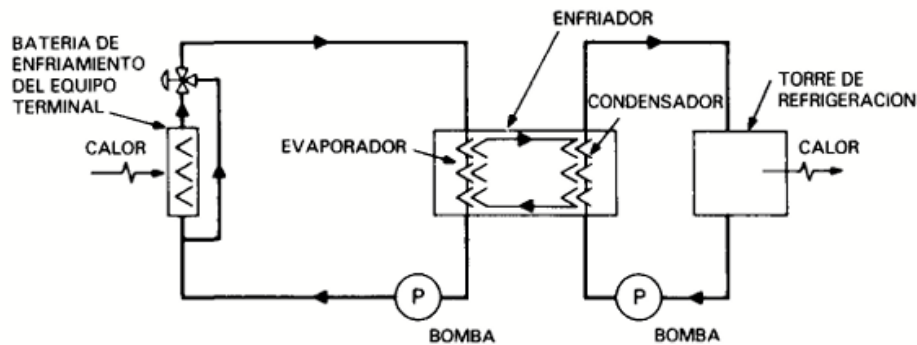 ENFRIADOR
BATERIA DE
ENFRIAMIENTO
DEL EQUIPO
TERMINAL
TORRE DE
REFRIGERACION
CONDENSADOR
EVAPORADOR
CALOR
CALOR
P
P
BOMBA
BOMBA